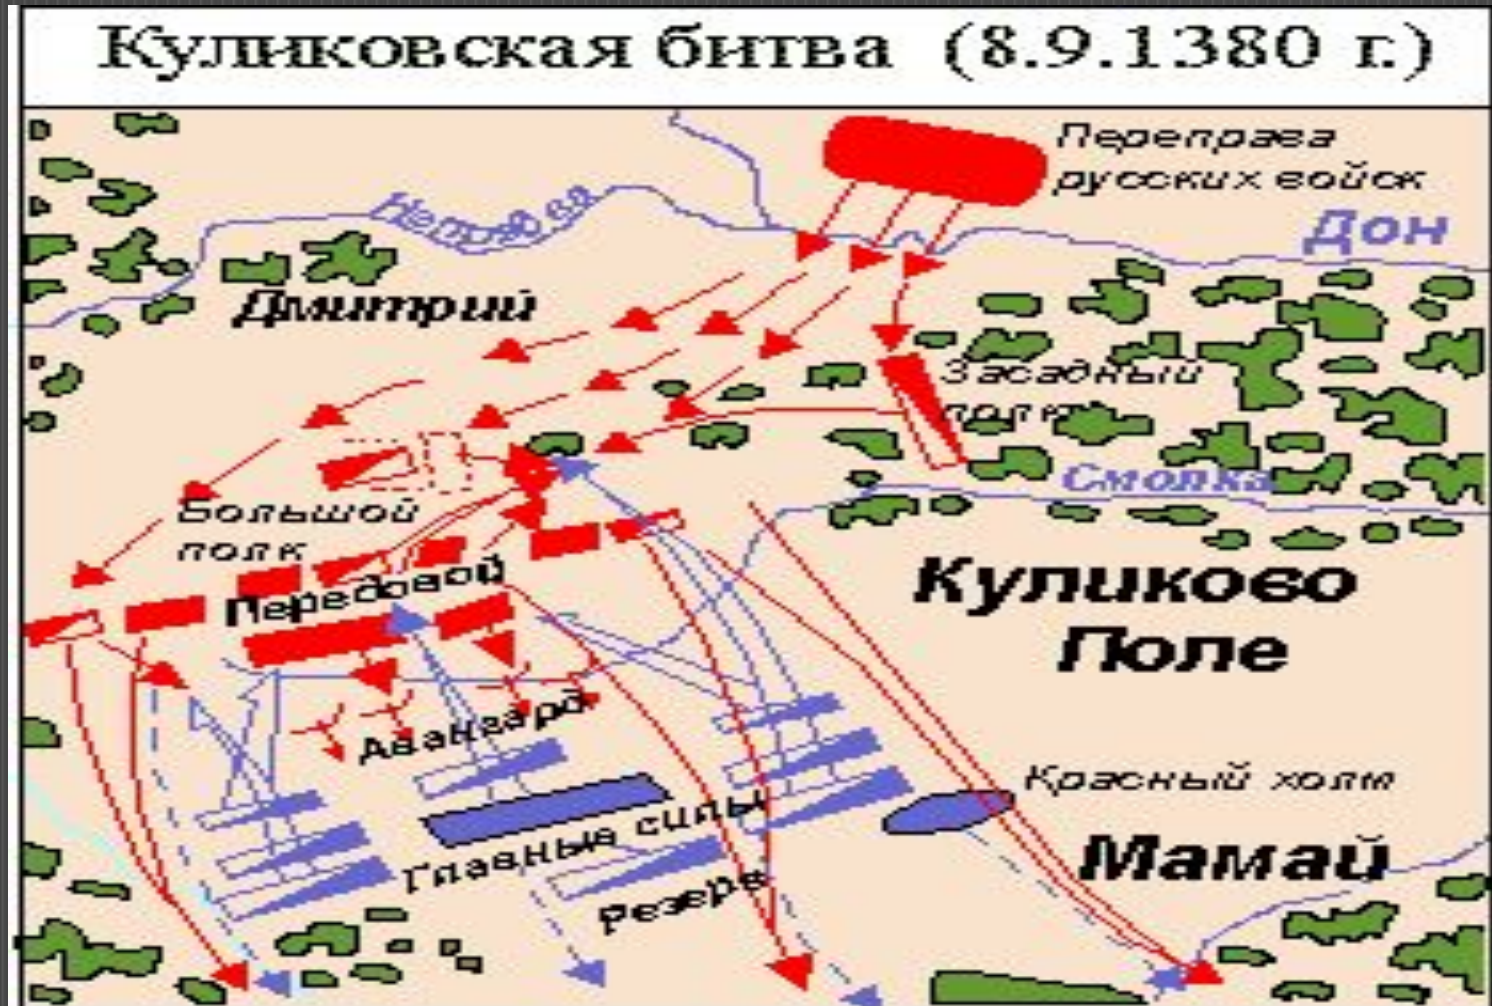 Куликовская битва (8.9.1380 г.)
Переправа
русских войск
Непрядва
Дон
Дмитрий
Засадный
полк
Смолка
Большой
полк
Передовой
Куликово
Поле
Авангард
Красный холм
Главные силы
Мамай
Резерв